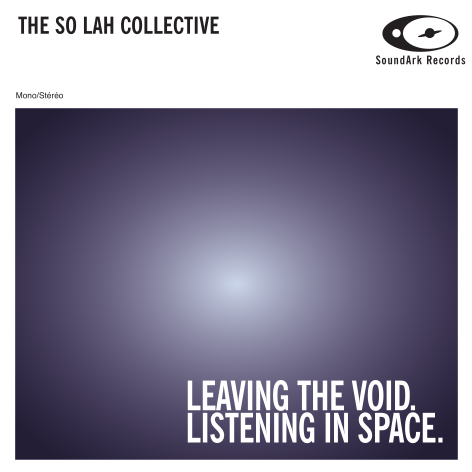 THE SO LAH COLLECTIVE
SoundArk Records
Mono/Stéréo
LEAVING THE VOID.
LISTENING IN SPACE.